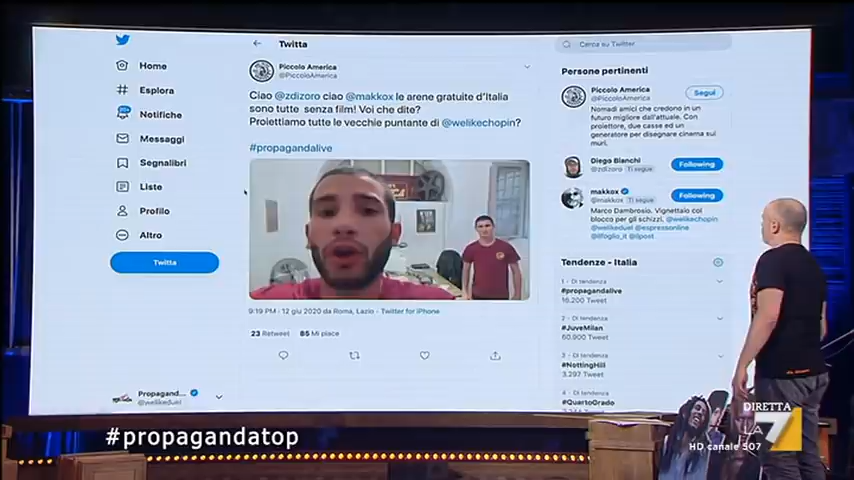 Home
Esplora
Notifiche
Messaggi
Segnalibri
Liste
Profilo
Altro
Twitta
Propagand...
@welikeduel
Twitta
Piccolo America
@PiccoloAmerica
Ciao @zdizoro ciao @makkox le arene gratuite d'Italia
sono tutte senza film! Voi che dite?
Proiettiamo tutte le vecchie puntante di @welikechopin?
#propagandalive
9:19 PM · 12 giu 2020 da Roma, Lazio · Twitter for iPhone
23 Retweet 85 Mi piace
Cerca su Twitter
Persone pertinenti
Piccolo America
@PiccoloAmerica
Segui
Nomadi amici che credono in
futuro migliore dall'attuale. Con
proiettore, due casse ed un
generatore per disegnare cinema sui
muri.
Diego Bianchi
@zdizoro Ti segue
Following
makkox
@makkox Ti segue
Following
Marco Dambrosio. Vignettaio col
blocco per gli schizzi. @welikechopin
@welikeduel @espressonline
@ilfoglio_it @ilpost
Tendenze - Italia
1 · Di tendenza
#propagandalive
16.200 Tweet
2 · Di tendenza
#JuveMilan
60.900 Tweet
3 · Di tendenza
#NottingHill
3.297 Tweet
4 · Di tendenza
#QuartoGrado
#propagandatop
DIRETTA
LA 7
HD canale 507